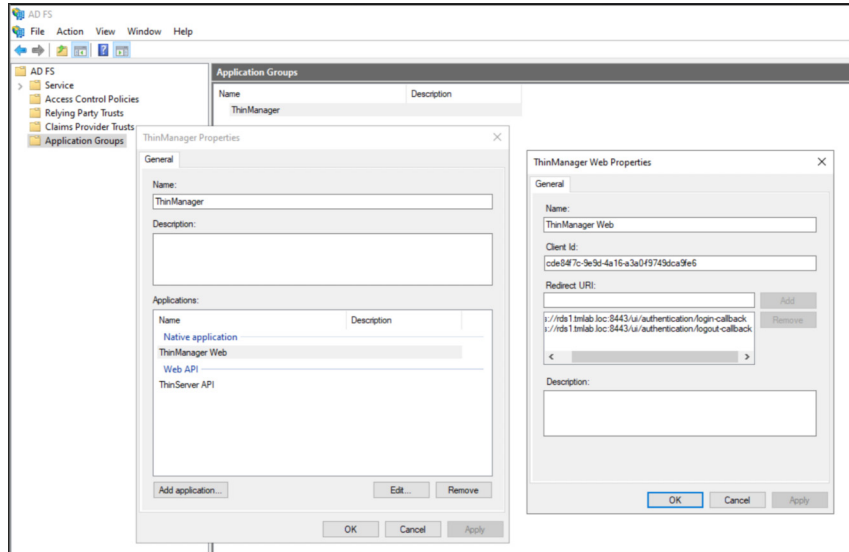 AD FS
File Action View Window Help
AD FS
Service
Access Control Policies
Relying Party Trusts
Claims Provider Trusts
Application Groups
Application Groups
Name Description
ThinManager
ThinManager Properties
General
Name:
ThinManager
Description:
Applications:
Name Description
Native application
ThinManager Web
Web API
ThinServer API
Add application... Edit... Remove
OK Cancel Apply
ThinManager Web Properties
General
Name:
ThinManager Web
Client Id:
cde84f7c-9e9d-4a16-a3a0-f9749dca9fe6
Redirect URI:
Add
://rds1.tmlab.loc:8443/ui/authentication/login-callback
Remove
://rds1.tmlab.loc:8443/ui/authentication/logout-callback
Description:
OK Cancel Apply